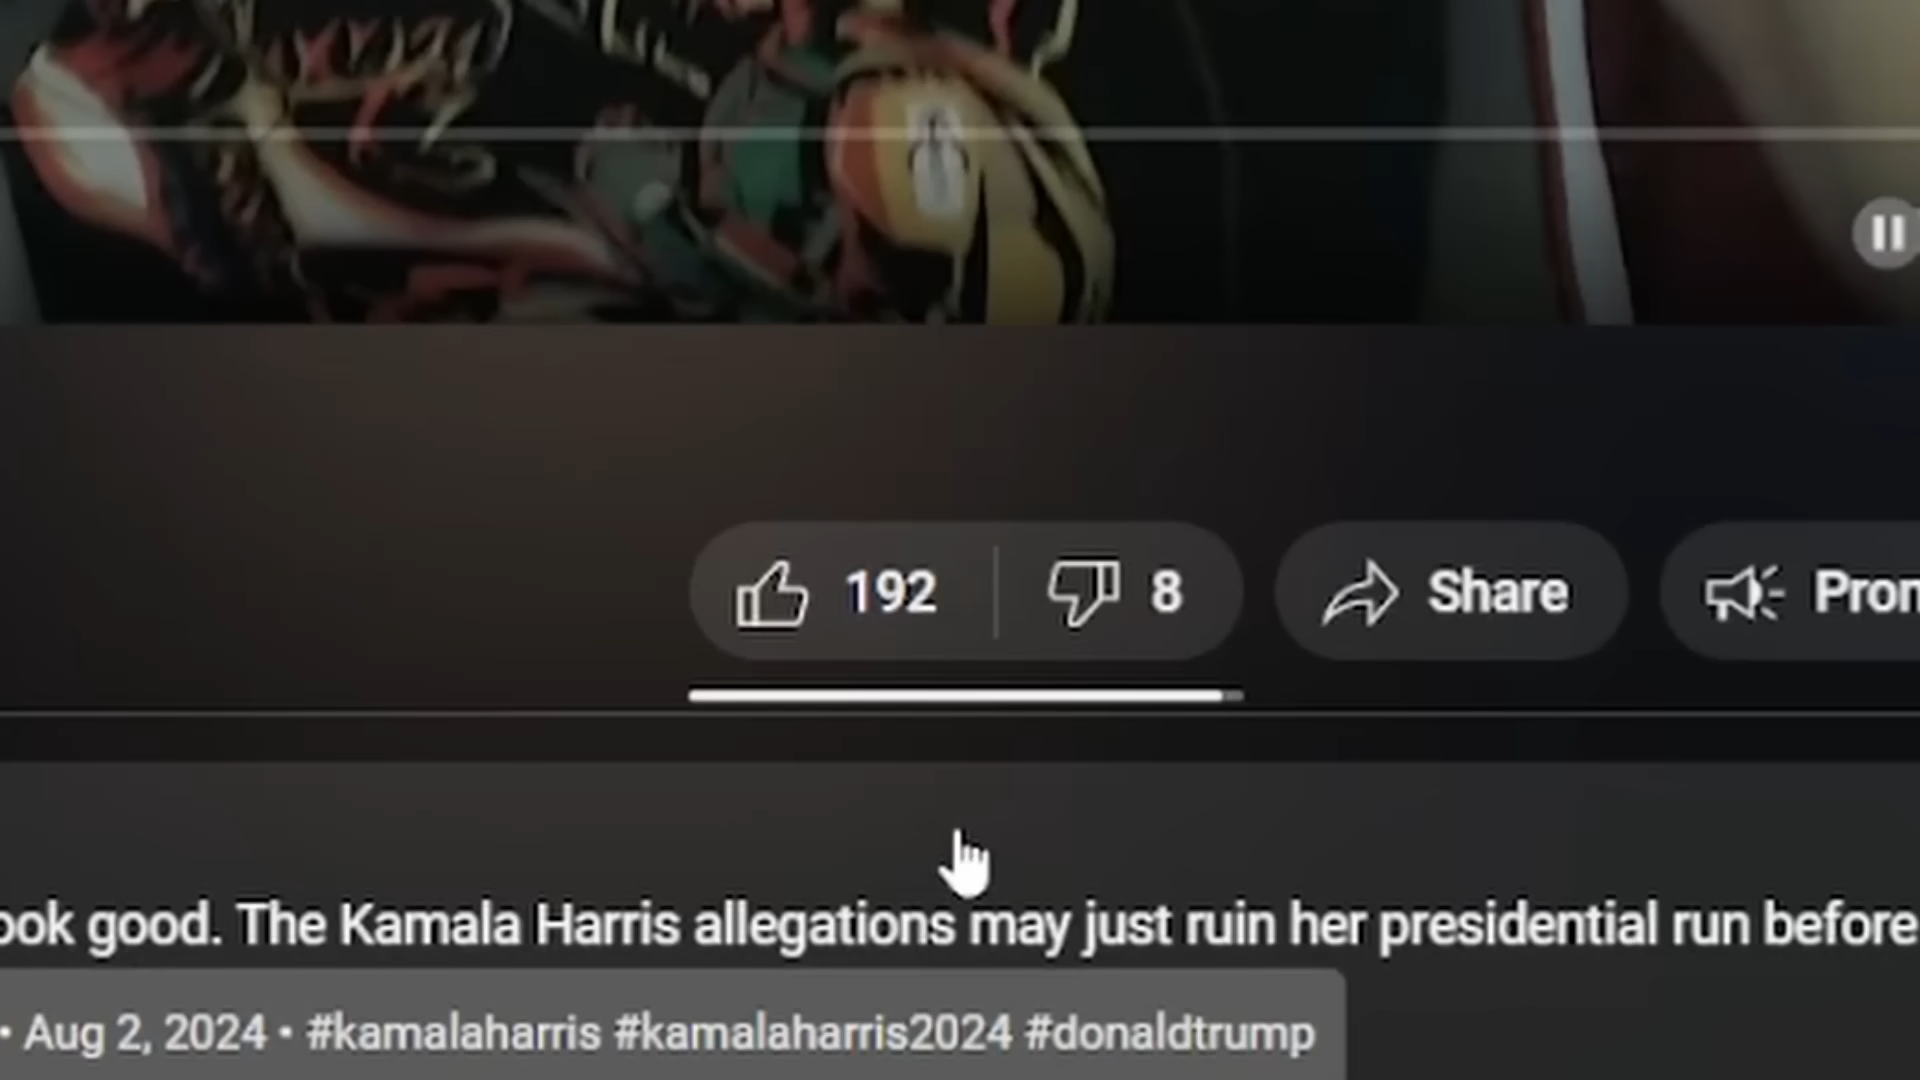 192 8 Share
ook good. The Kamala Harris allegations may just ruin her presidential run before
• Aug 2, 2024 • #kamalaharris #kamalaharris2024 #donaldtrump